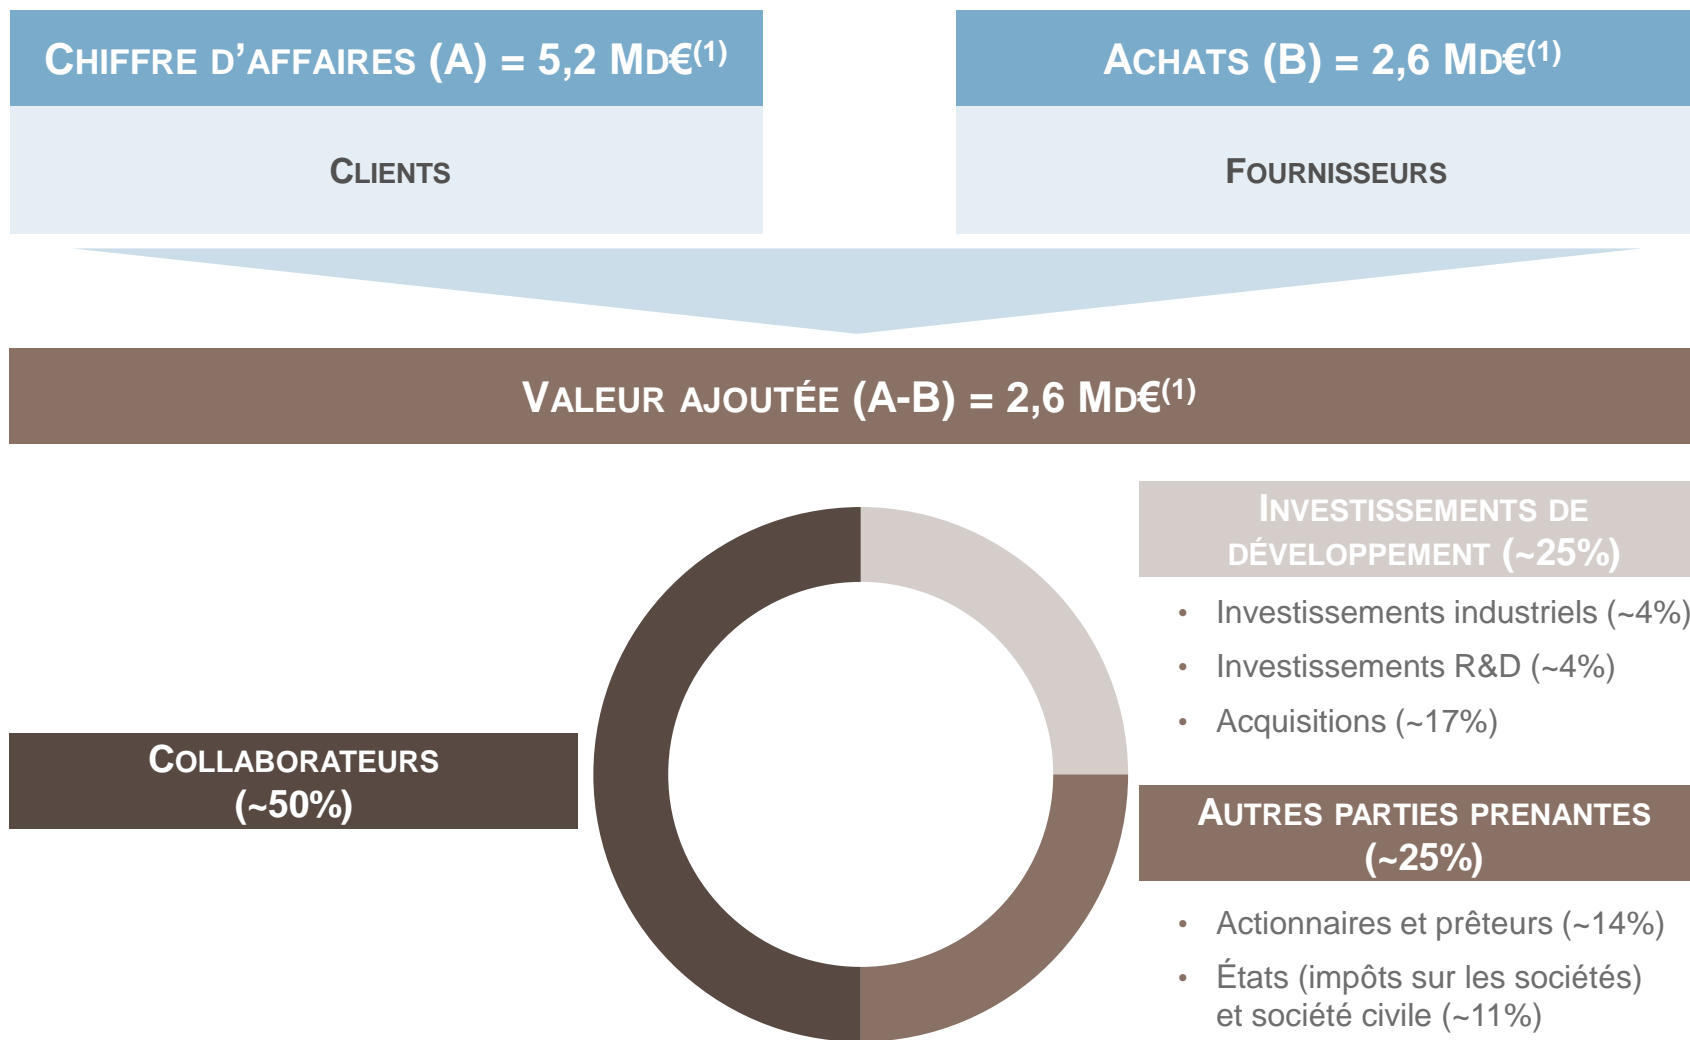 CHIFFRE D'AFFAIRES (A) = 5,2 MD€(1)
ACHATS (B) = 2,6 MD€(1)
CLIENTS
FOURNISSEURS
VALEUR AJOUTÉE (A-B) = 2,6 MD€(1)
INVESTISSEMENTS DE
DÉVELOPPEMENT (~25%)
• Investissements industriels (~4%)
• Investissements R&D (~4%)
• Acquisitions (~17%)
COLLABORATEURS
(~50%)
AUTRES PARTIES PRENANTES
(~25%)
• Actionnaires et prêteurs (~14%)
• États (impôts sur les sociétés)
et société civile (~11%)